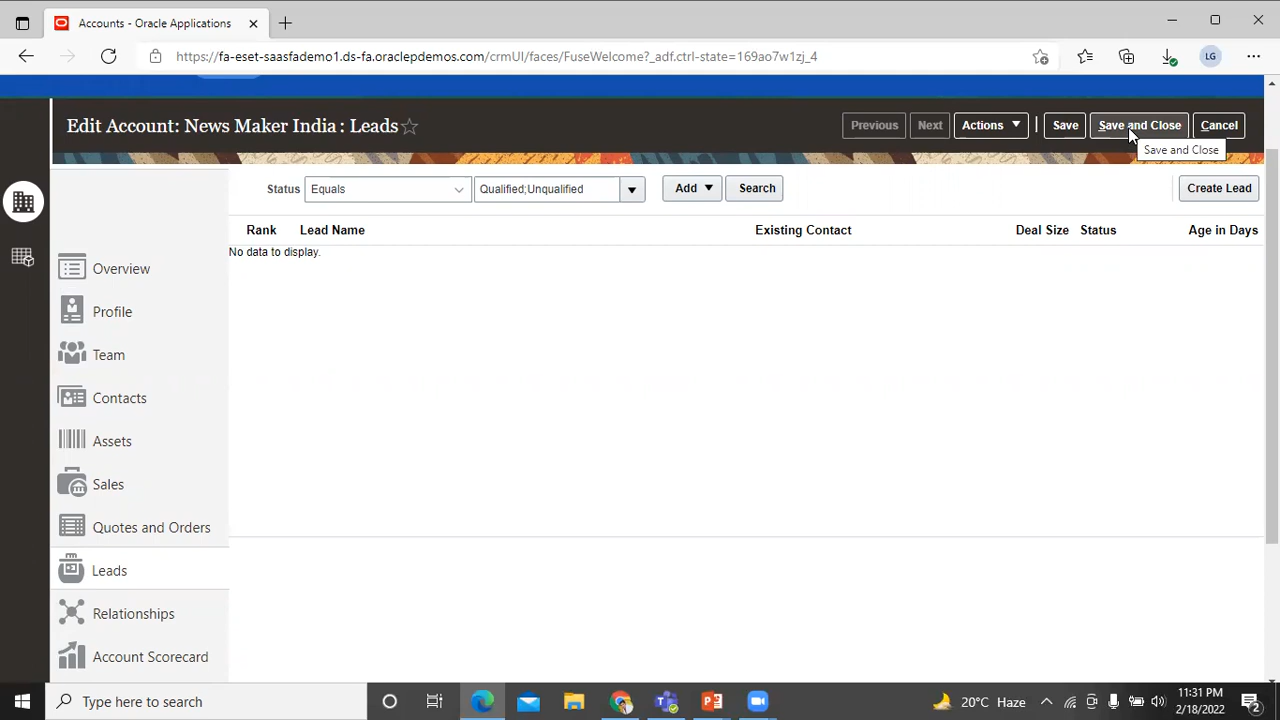 Accounts - Oracle Applications
https://fa-eset-saasfademo1.ds-fa.oraclepdemos.com/crmUI/faces/FuseWelcome?_adf.ctrl-state=169ao7w1zj_4
LG
Edit Account: News Maker India : Leads
Previous Next Actions Save Save and Close Cancel
Save and Close
Status Equals Qualified;Unqualified Add Search Create Lead
Rank Lead Name Existing Contact Deal Size Status Age in Days
No data to display.
Overview
Profile
Team
Contacts
Assets
Sales
Quotes and Orders
Leads
Relationships
Account Scorecard
Type here to search
20°C Haze
11:31 PM
2/18/2022
2